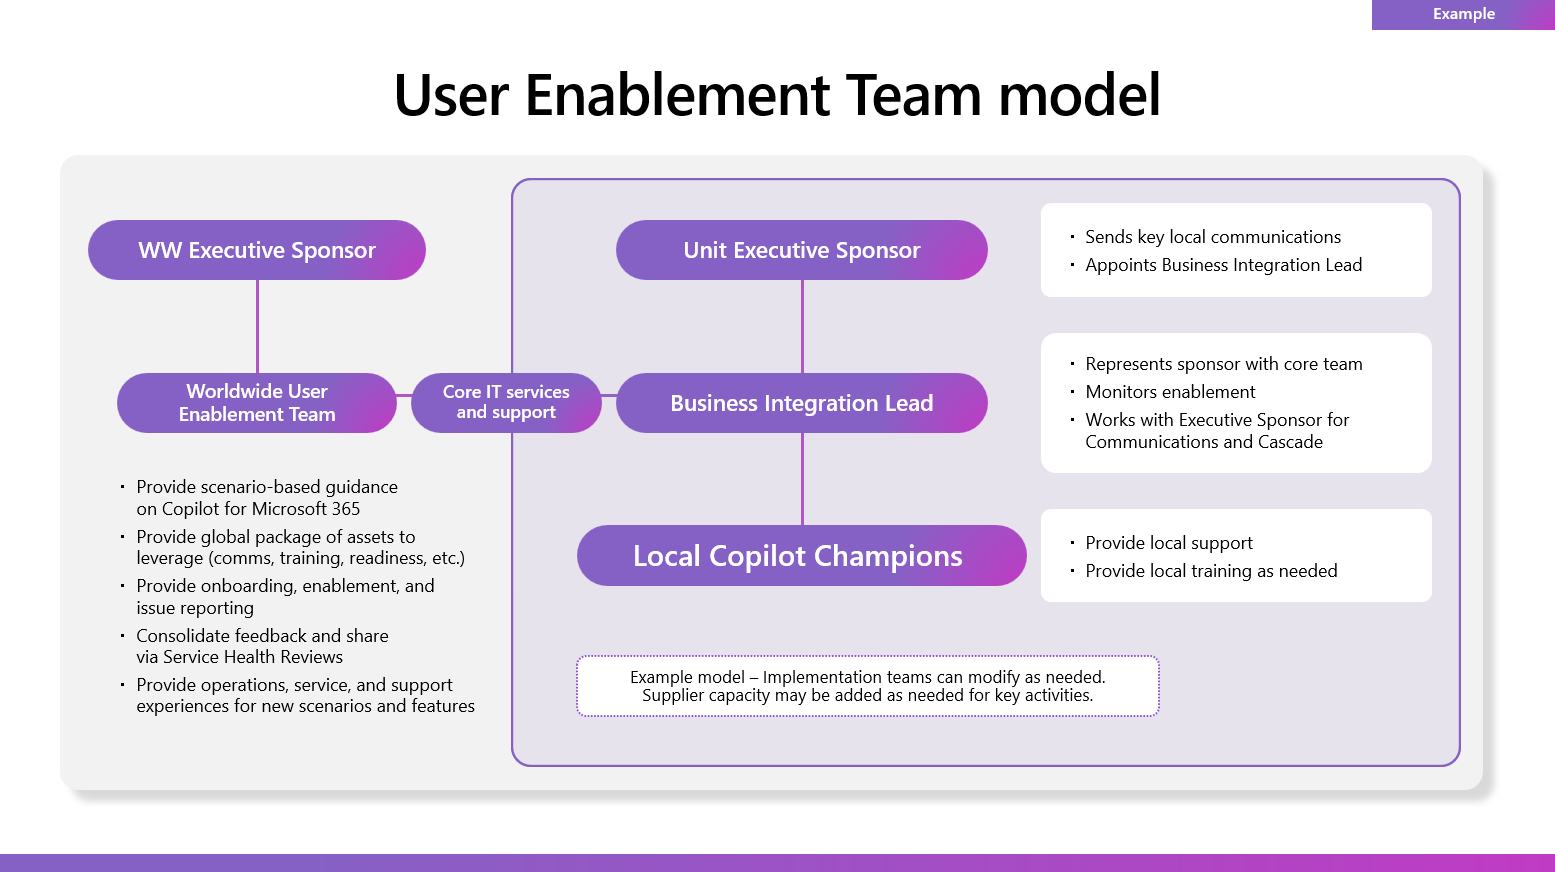 Example
User Enablement Team model
WW Executive Sponsor
Worldwide User
Enablement Team
Core IT services
and support
· Provide scenario-based guidance
on Copilot for Microsoft 365
· Provide global package of assets to
leverage (comms, training, readiness, etc.)
· Provide onboarding, enablement, and
issue reporting
· Consolidate feedback and share
via Service Health Reviews
· Provide operations, service, and support
experiences for new scenarios and features
Unit Executive Sponsor
· Sends key local communications
· Appoints Business Integration Lead
Business Integration Lead
· Represents sponsor with core team
· Monitors enablement
· Works with Executive Sponsor for
Communications and Cascade
Local Copilot Champions
· Provide local support
· Provide local training as needed
Example model – Implementation teams can modify as needed.
Supplier capacity may be added as needed for key activities.